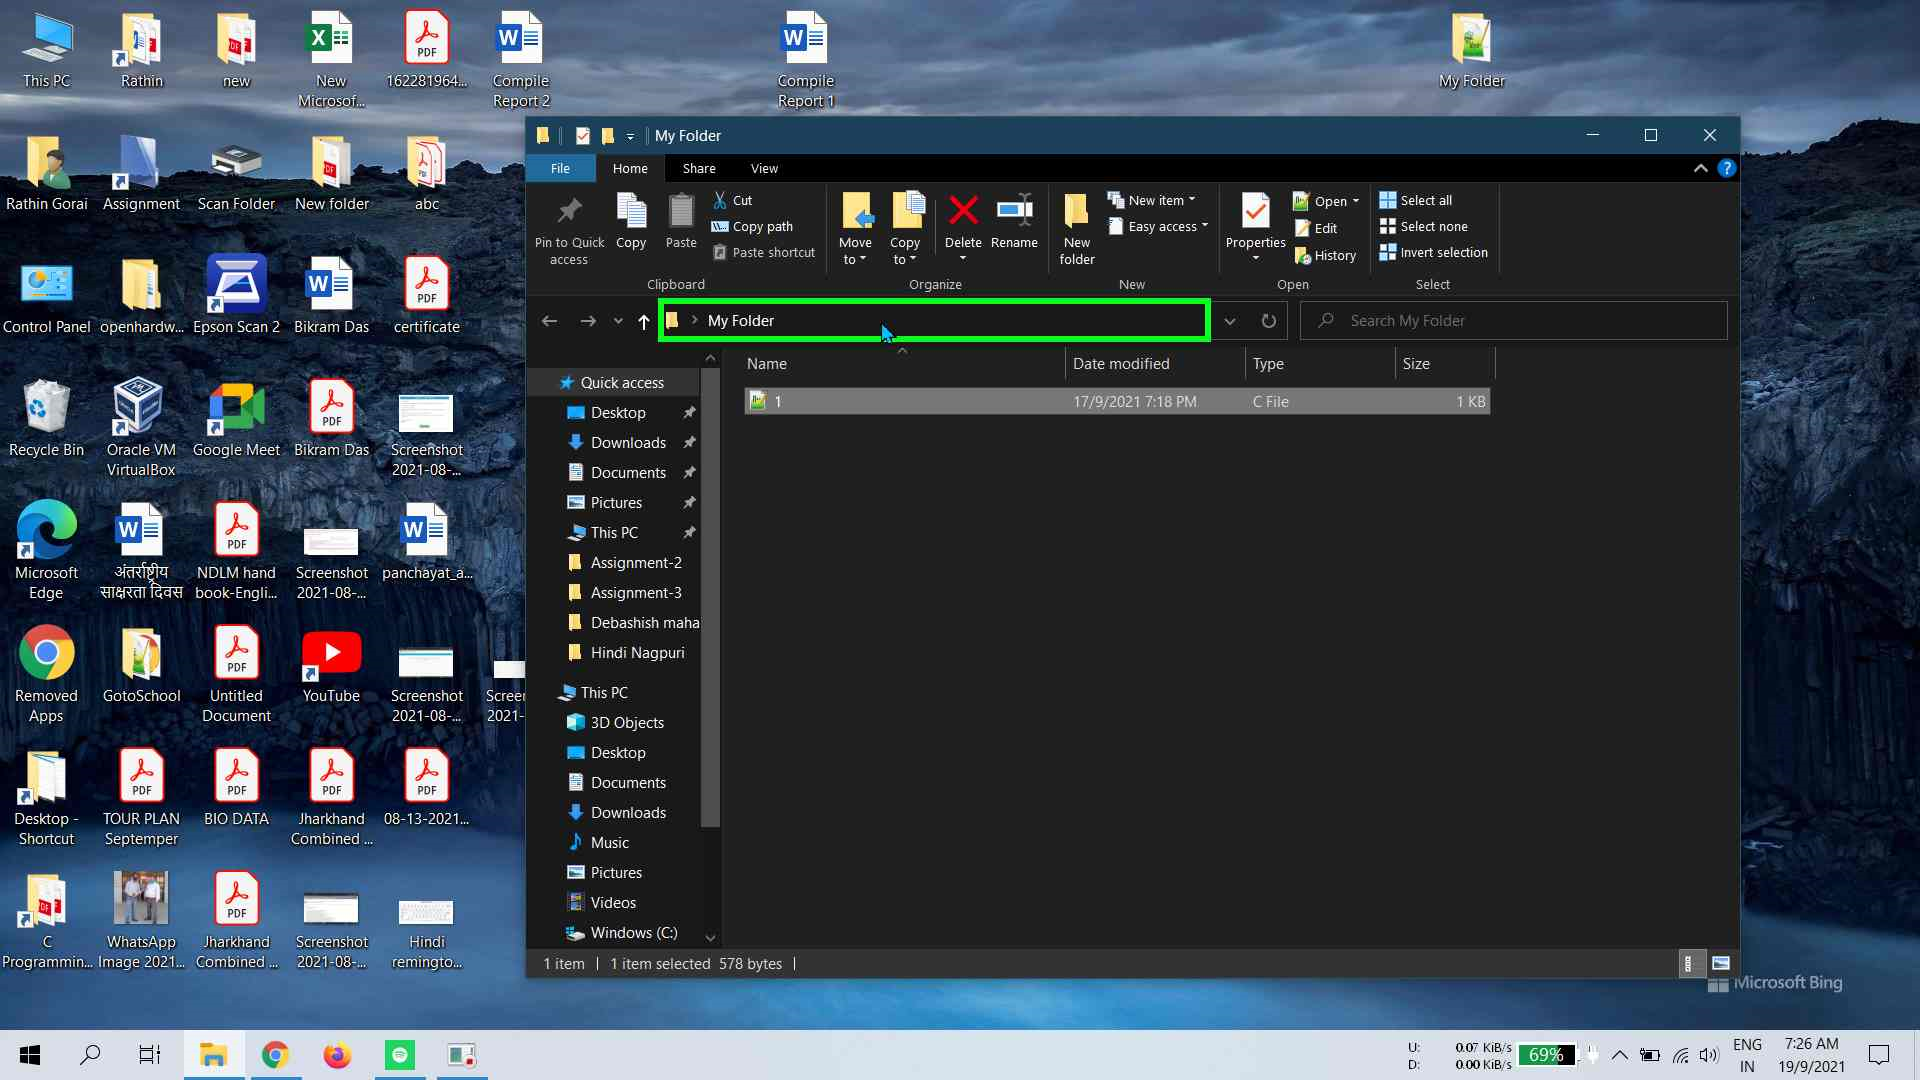 This PC
Rathin
new
New
Microsof...
162281964...
Compile
Report 2
Compile
Report 1
My Folder
Rathin Gorai
Assignment
Scan Folder
New folder
abc
Control Panel
openhardw...
Epson Scan 2
Bikram Das
certificate
Recycle Bin
Oracle VM
VirtualBox
Google Meet
Bikram Das
Screenshot
2021-08-...
Microsoft
Edge
अंतर्राष्ट्रीय
साक्षरता दिवस
NDLM hand
book-Engli...
Screenshot
2021-08-...
panchayat_a...
Removed
Apps
GotoSchool
Untitled
Document
YouTube
Screenshot
2021-08-...
Screer
2021-
Desktop -
Shortcut
TOUR PLAN
Septemper
BIO DATA
Jharkhand
Combined ...
08-13-2021...
C
Programmin...
WhatsApp
Image 2021...
Jharkhand
Combined ...
Screenshot
2021-08-...
Hindi
remingto...
My Folder
File Home Share View
Pin to Quick
access
Copy
Paste
Cut
Copy path
Paste shortcut
Clipboard
Move
to
Copy
to
Delete
Rename
Organize
New
folder
New item
Easy access
New
Properties
Open
Edit
History
Open
Select all
Select none
Invert selection
Select
My Folder
Search My Folder
Name Date modified Type Size
1 17/9/2021 7:18 PM C File 1 KB
Quick access
Desktop
Downloads
Documents
Pictures
This PC
Assignment-2
Assignment-3
Debashish maha
Hindi Nagpuri
This PC
3D Objects
Desktop
Documents
Downloads
Music
Pictures
Videos
Windows (C:)
1 item 1 item selected 578 bytes
Microsoft Bing
U: 0.07 KiB/s
D: 0.00 KiB/s
69%
ENG
IN
7:26 AM
19/9/2021